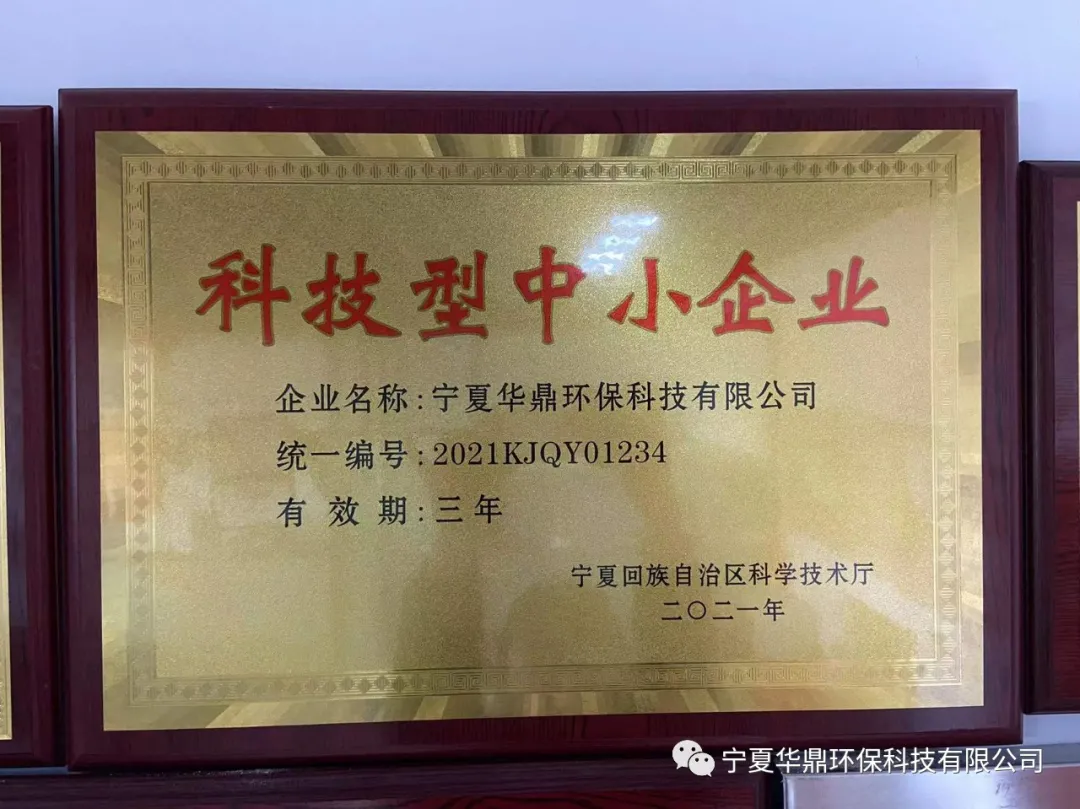 科技型中小企业
企业名称:宁夏华鼎环保科技有限公司
统一编号:2021KJQY01234
有效期:三年
宁夏回族自治区科学技术厅
二〇二一年
宁夏华鼎环保科技有限公司